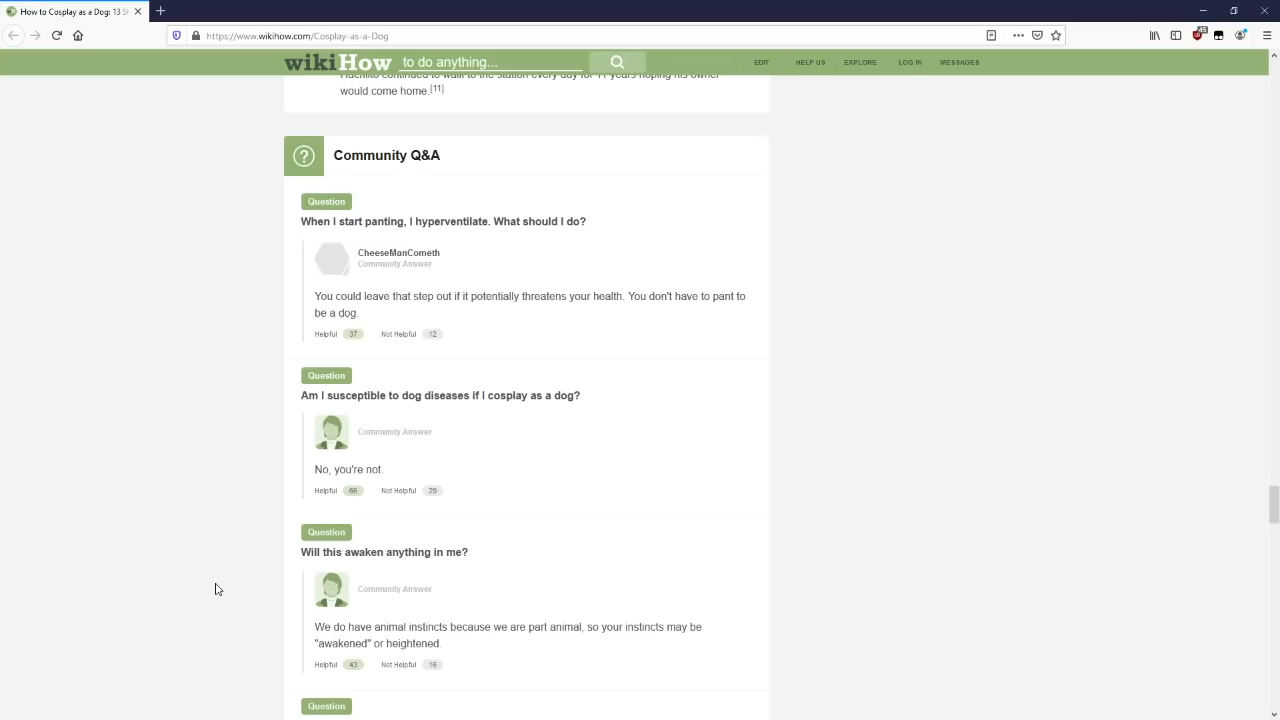 How to Cosplay as a Dog: 13 S
https://www.wikihow.com/Cosplay-as-a-Dog
wikiHow to do anything...
EDIT HELP US EXPLORE LOG IN MESSAGES
Hachiko continued to walk to the station every day for 11 years hoping his owner
would come home.[11]
Community Q&A
Question
When I start panting, I hyperventilate. What should I do?
CheeseManCometh
Community Answer
You could leave that step out if it potentially threatens your health. You don't have to pant to
be a dog.
Helpful 37 Not Helpful 12
Question
Am I susceptible to dog diseases if I cosplay as a dog?
Community Answer
No, you're not.
Helpful 66 Not Helpful 29
Question
Will this awaken anything in me?
Community Answer
We do have animal instincts because we are part animal, so your instincts may be
"awakened" or heightened.
Helpful 43 Not Helpful 16
Question